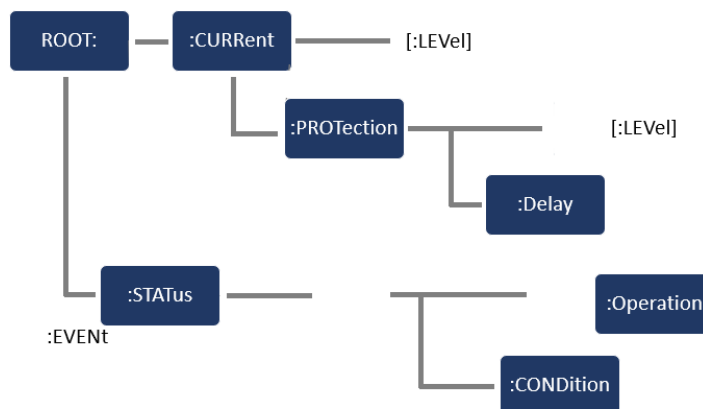 ROOT:
:CURRent
[:LEVel]
:PROTection
[:LEVel]
:Delay
:STATus
:Operation
:EVENt
:CONDition